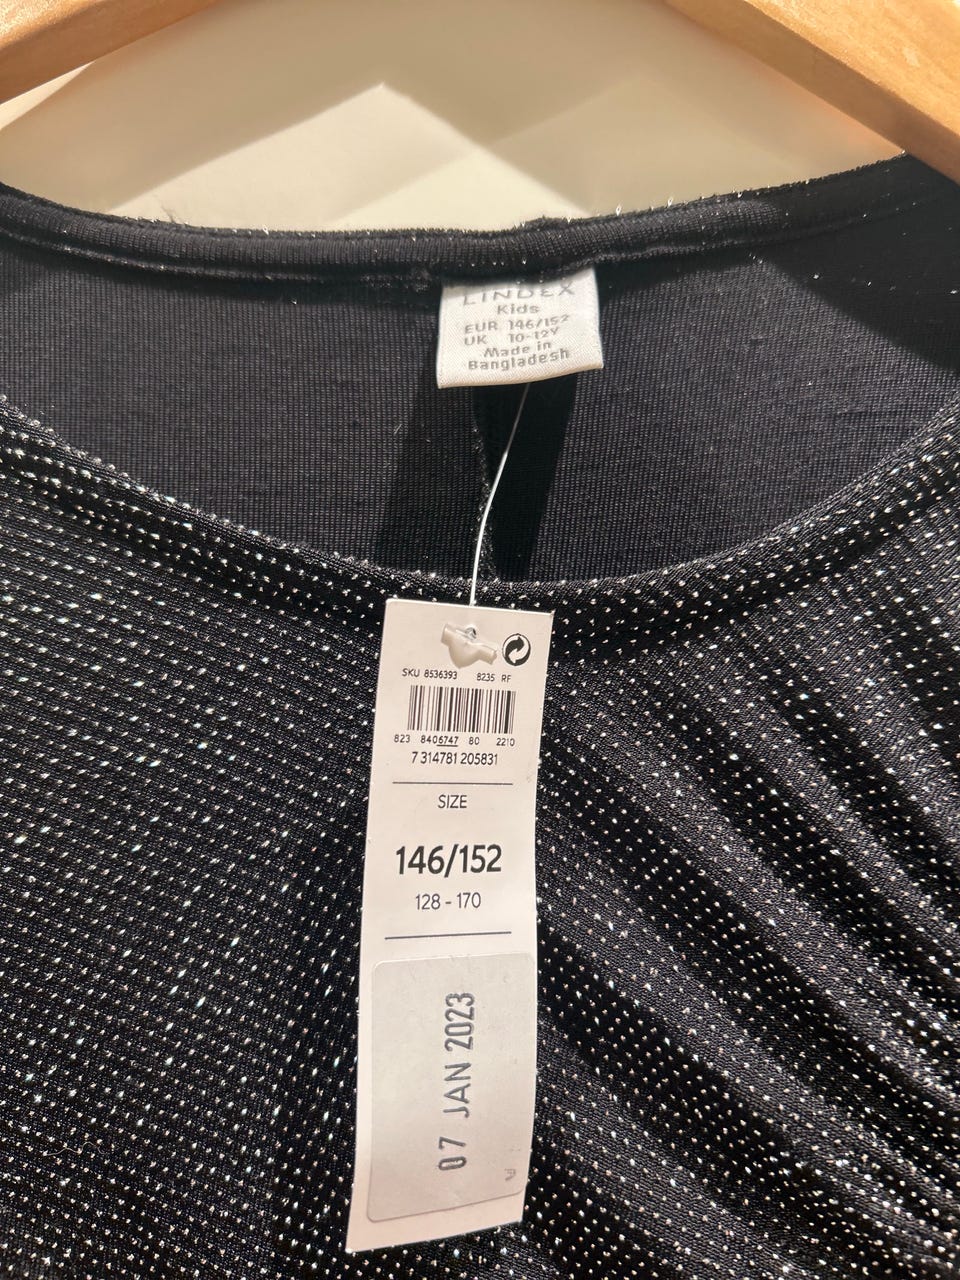 LINDEX
Kids
EUR 146/152
UK 10-12Y
Made in
Bangladesh
SKU 8536393 8235 RF
823 8406747 80 2210
7 314781 205831
SIZE
146/152
128 - 170
07 JAN 2023